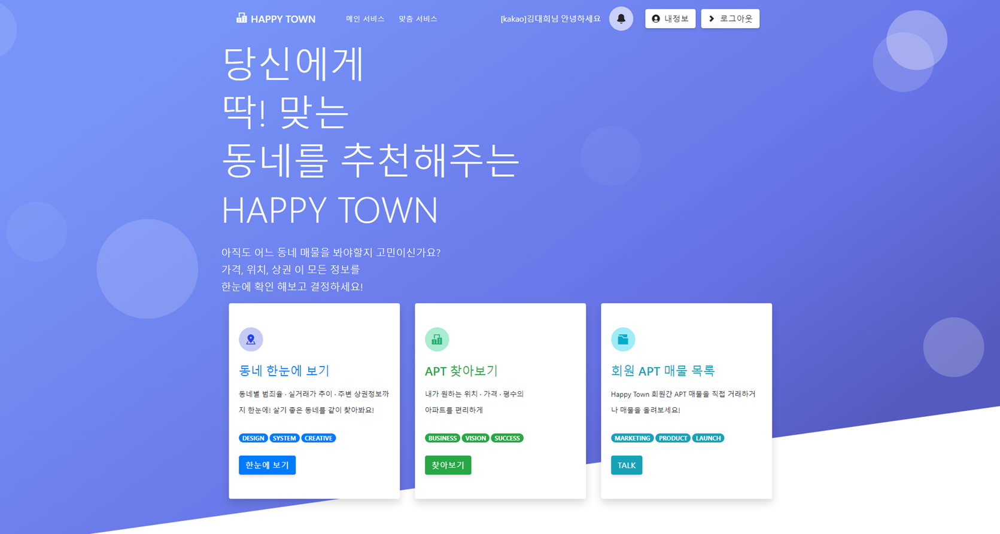 HAPPY TOWN
메인 서비스
맞춤 서비스
[kakao]김대희님 안녕하세요
내정보
로그아웃
당신에게
딱! 맞는
동네를 추천해주는
HAPPY TOWN
아직도 어느 동네 매물을 봐야할지 고민이신가요?
가격, 위치, 상권 이 모든 정보를
한눈에 확인 해보고 결정하세요!
동네 한눈에 보기
동네별 범죄율 · 실거래가 추이 · 주변 상권정보까
지 한눈에! 살기 좋은 동네를 같이 찾아봐요!
DESIGN SYSTEM CREATIVE
한눈에 보기
APT 찾아보기
내가 원하는 위치 · 가격 · 평수의
아파트를 편리하게
BUSINESS VISION SUCCESS
찾아보기
회원 APT 매물 목록
Happy Town 회원간 APT 매물을 직접 거래하거
나 매물을 올려보세요!
MARKETING PRODUCT LAUNCH
TALK